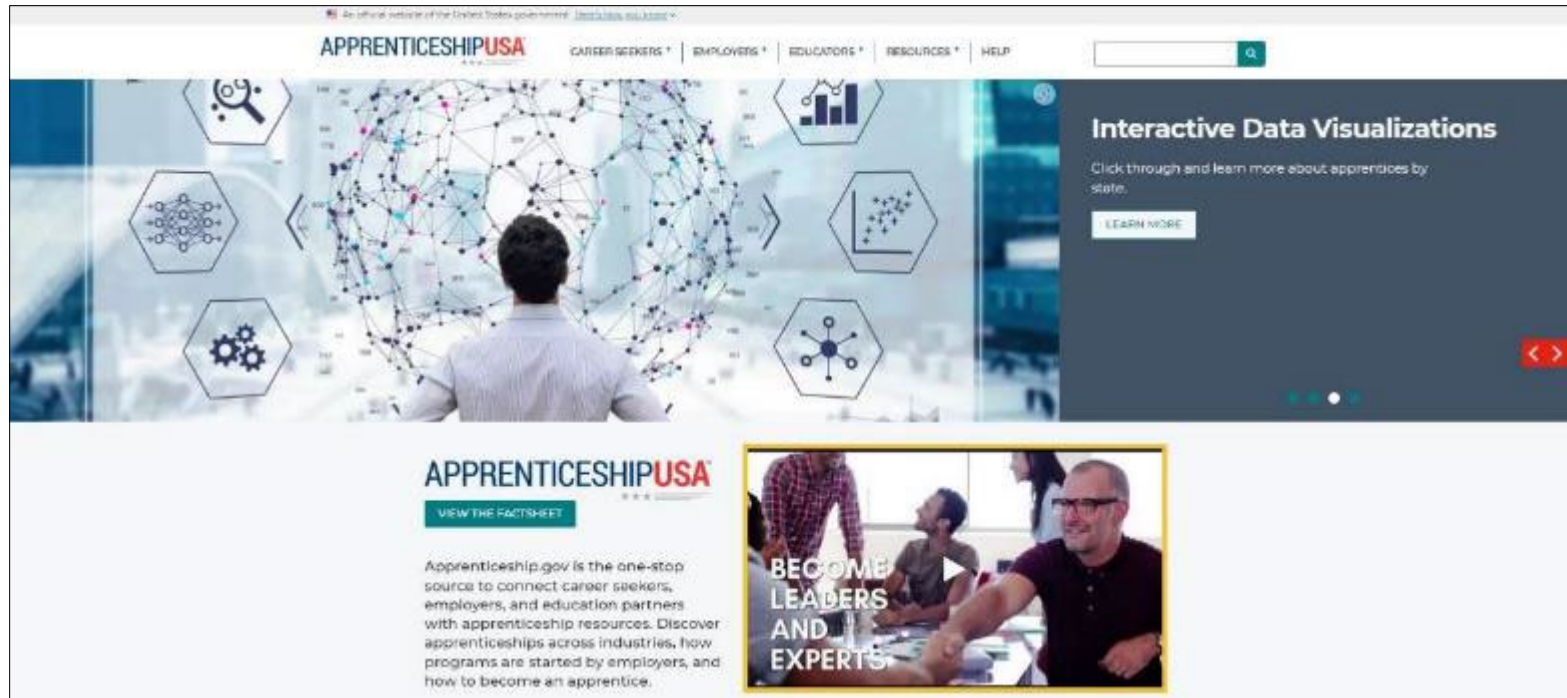 An official website of the United States government Here's how you know
APPRENTICESHIPUSA
CAREER SEEKERS
EMPLOYERS
EDUCATORS
RESOURCES
HELP
Interactive Data Visualizations
Click through and learn more about apprentices by
state.
LEARN MORE
APPRENTICESHIPUSA
VIEW THE FACTSHEET
Apprenticeship.gov is the one-stop
source to connect career seekers,
employers, and education partners
with apprenticeship resources. Discover
apprenticeships across industries, how
programs are started by employers, and
how to become an apprentice.
BECOME
LEADERS
AND
EXPERTS